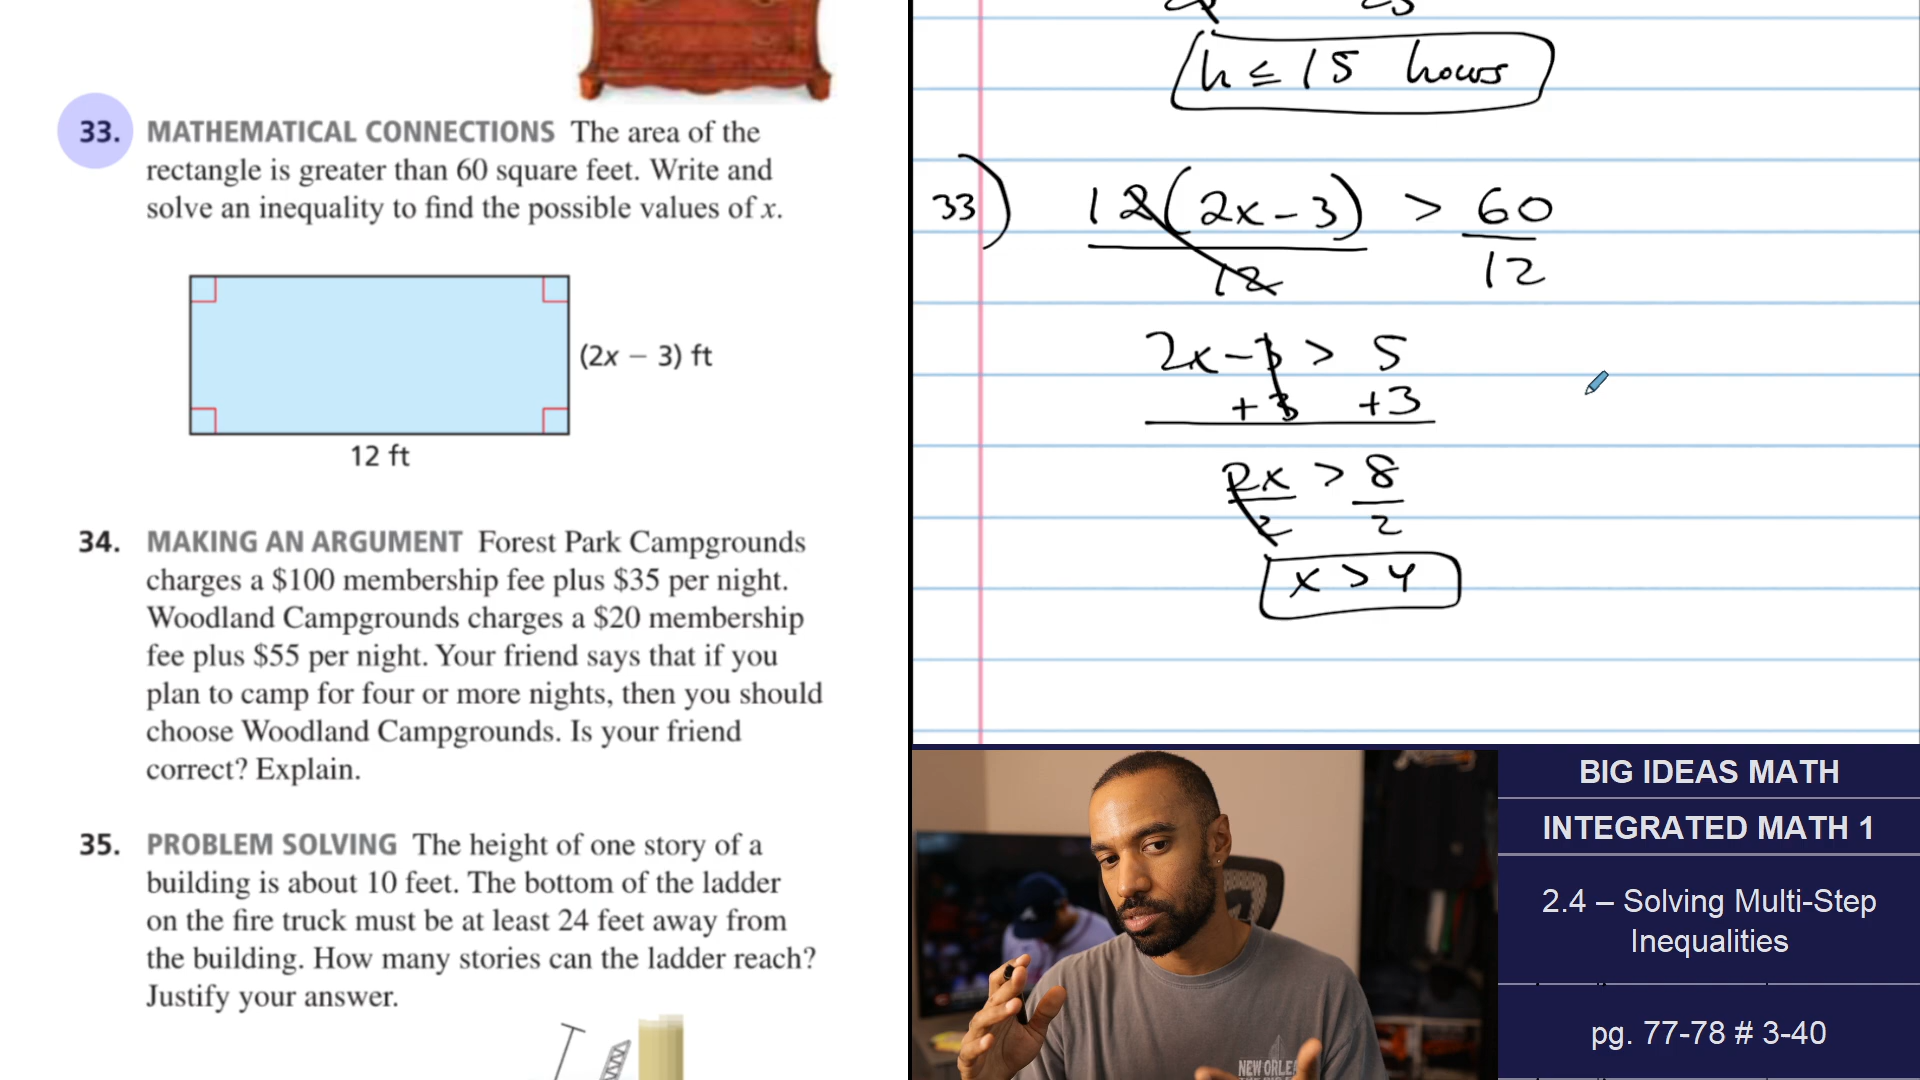 33. MATHEMATICAL CONNECTIONS The area of the
rectangle is greater than 60 square feet. Write and
solve an inequality to find the possible values of x.
(2x − 3) ft
12 ft
34. MAKING AN ARGUMENT Forest Park Campgrounds
charges a $100 membership fee plus $35 per night.
Woodland Campgrounds charges a $20 membership
fee plus $55 per night. Your friend says that if you
plan to camp for four or more nights, then you should
choose Woodland Campgrounds. Is your friend
correct? Explain.
35. PROBLEM SOLVING The height of one story of a
building is about 10 feet. The bottom of the ladder
on the fire truck must be at least 24 feet away from
the building. How many stories can the ladder reach?
Justify your answer.
h ≤ 15 hours
33) 12(2x-3) > 60
12 12
2x-3 > 5
+3 +3
2x > 8
2 2
x > 4
NEW ORLEA
BIG IDEAS MATH
INTEGRATED MATH 1
2.4 – Solving Multi-Step
Inequalities
pg. 77-78 # 3-40